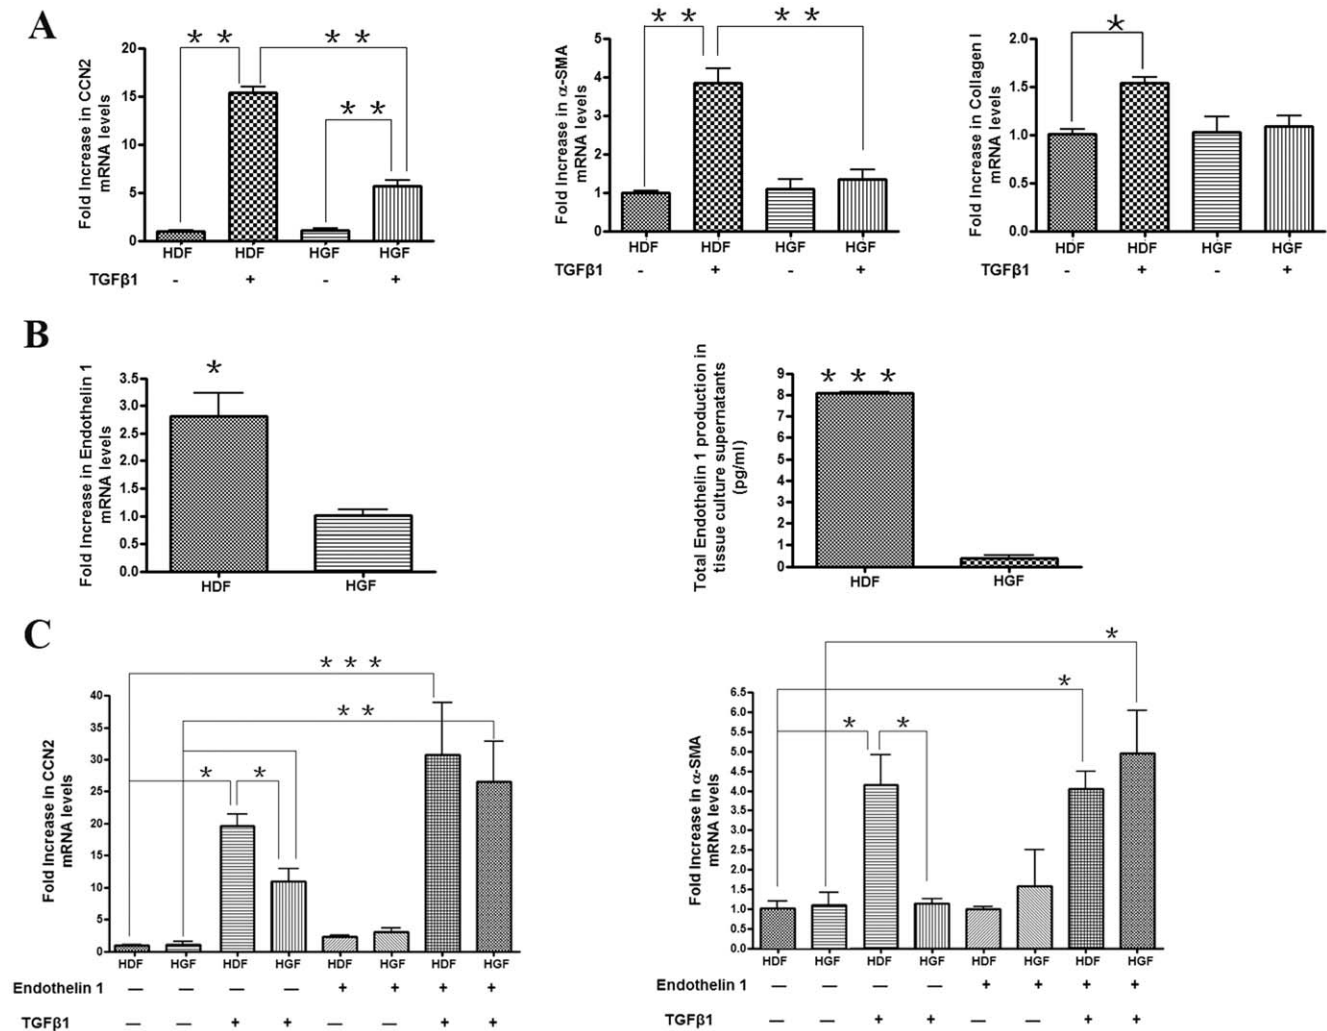 A
Fold Increase in CCN2
mRNA levels
20
15
10
5
0
* *
* *
* *
HDF HDF HGF HGF
TGFβ1 - + - +
Fold Increase in α-SMA
mRNA levels
5
4
3
2
1
0
* *
* *
HDF HDF HGF HGF
- + - +
Fold Increase in Collagen I
mRNA levels
2.0
1.5
1.0
0.5
0.0
*
HDF HDF HGF HGF
TGFβ1 - + - +
B
Fold Increase in Endothelin 1
mRNA levels
3.5
3.0
2.5
2.0
1.5
1.0
0.5
0.0
*
HDF HGF
Total Endothelin 1 production in
tissue culture supernatants
(pg/ml)
9
8
7
6
5
4
3
2
1
0
* * *
HDF HGF
C
Fold Increase in CCN2
mRNA levels
40
35
30
25
20
15
10
5
0
* * *
* *
* *
HDF HGF HDF HGF HDF HGF HDF HGF
Endothelin 1 — — — — + + + +
TGFβ1 — — + + — — + +
Fold Increase in α-SMA
mRNA levels
6.5
6.0
5.5
5.0
4.5
4.0
3.5
3.0
2.5
2.0
1.5
1.0
0.5
0.0
*
*
* *
HDF HGF HDF HGF HDF HGF HDF HGF
Endothelin 1 — — — — + + + +
TGFβ1 — — + + — — + +